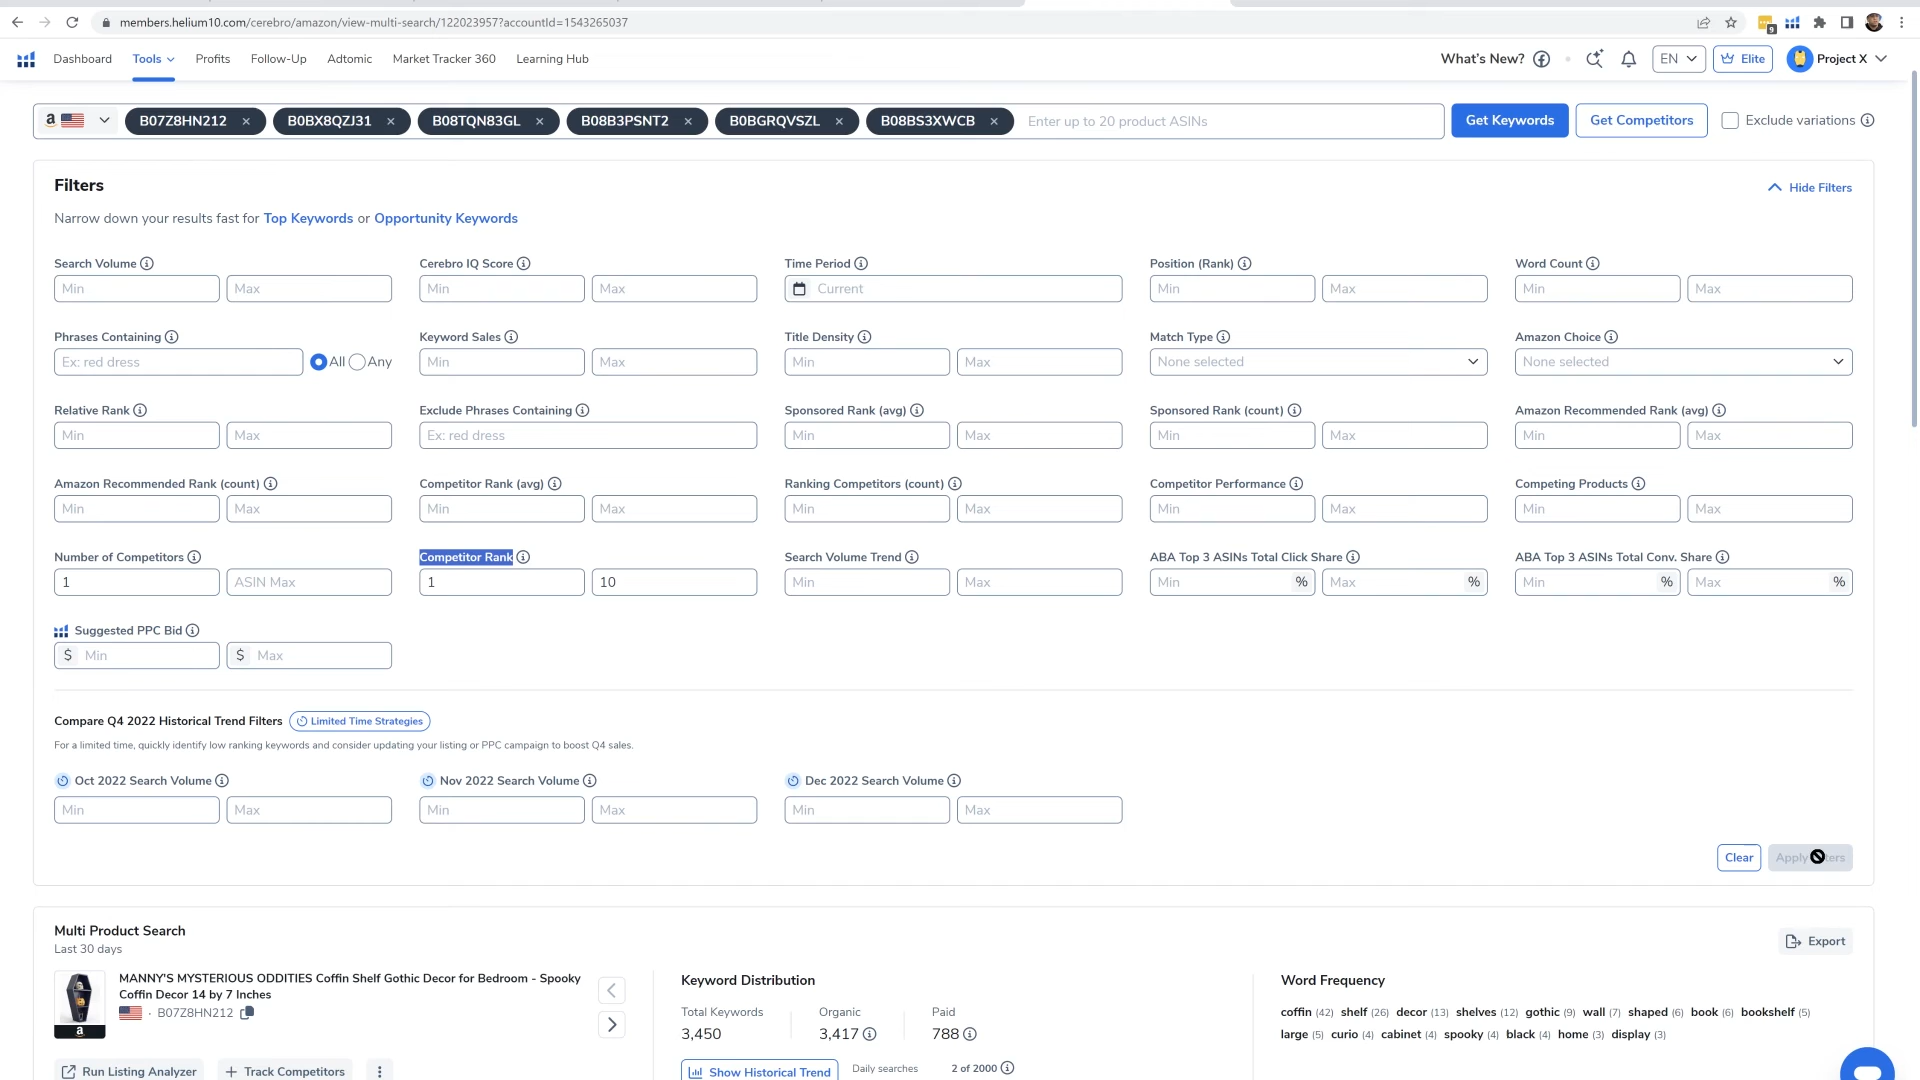 members.helium10.com/cerebro/amazon/view-multi-search/122023957?accountId=1543265037
9
Dashboard Tools Profits Follow-Up Adtomic Market Tracker 360 Learning Hub What's New? EN Elite Project X
a B07Z8HN212 × B0BX8QZJ31 × B08TQN83GL × B08B3PSNT2 × B0BGRQVSZL × B08BS3XWCB × Enter up to 20 product ASINs Get Keywords Get Competitors Exclude variations
Filters
Hide Filters
Narrow down your results fast for Top Keywords or Opportunity Keywords
Search Volume Cerebro IQ Score Time Period Position (Rank) Word Count
Min Max Min Max Current Min Max Min Max
Phrases Containing Keyword Sales Title Density Match Type Amazon Choice
Ex: red dress All Any Min Max Min Max None selected None selected
Relative Rank Exclude Phrases Containing Sponsored Rank (avg) Sponsored Rank (count) Amazon Recommended Rank (avg)
Min Max Ex: red dress Min Max Min Max Min Max
Amazon Recommended Rank (count) Competitor Rank (avg) Ranking Competitors (count) Competitor Performance Competing Products
Min Max Min Max Min Max Min Max Min Max
Number of Competitors Competitor Rank Search Volume Trend ABA Top 3 ASINs Total Click Share ABA Top 3 ASINs Total Conv. Share
1 ASIN Max 1 10 Min Max Min % Max % Min % Max %
Suggested PPC Bid
$ Min $ Max
Compare Q4 2022 Historical Trend Filters Limited Time Strategies
For a limited time, quickly identify low ranking keywords and consider updating your listing or PPC campaign to boost Q4 sales.
Oct 2022 Search Volume Nov 2022 Search Volume Dec 2022 Search Volume
Min Max Min Max Min Max
Clear Apply
Multi Product Search
Last 30 days
Export
MANNY'S MYSTERIOUS ODDITIES Coffin Shelf Gothic Decor for Bedroom - Spooky
Coffin Decor 14 by 7 Inches
· B07Z8HN212
a
Run Listing Analyzer + Track Competitors
Keyword Distribution
Total Keywords Organic Paid
3,450 3,417 788
Show Historical Trend Daily searches 2 of 2000
Word Frequency
coffin (42) shelf (26) decor (13) shelves (12) gothic (9) wall (7) shaped (6) book (6) bookshelf (5)
large (5) curio (4) cabinet (4) spooky (4) black (4) home (3) display (3)